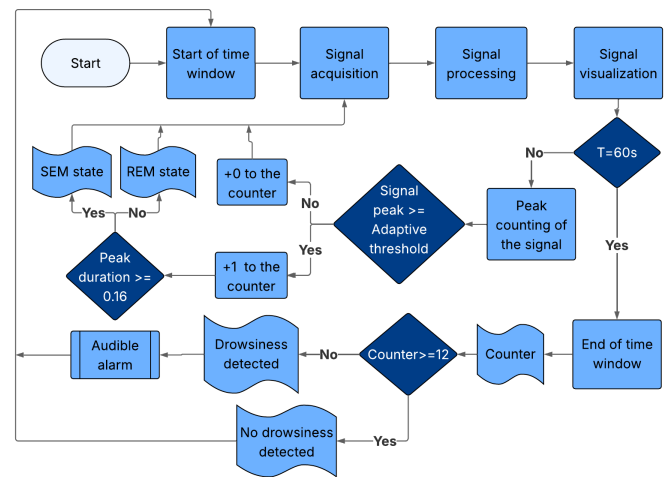 Start
Start of time
window
Signal
acquisition
Signal
processing
Signal
visualization
T=60s
No
Yes
Peak
counting of
the signal
Signal
peak >=
Adaptive
threshold
No
Yes
+0 to the
counter
+1 to the
counter
SEM state
REM state
Yes
No
Peak
duration >=
0.16
End of time
window
Counter
Counter>=12
No
Drowsiness
detected
Audible
alarm
Yes
No drowsiness
detected